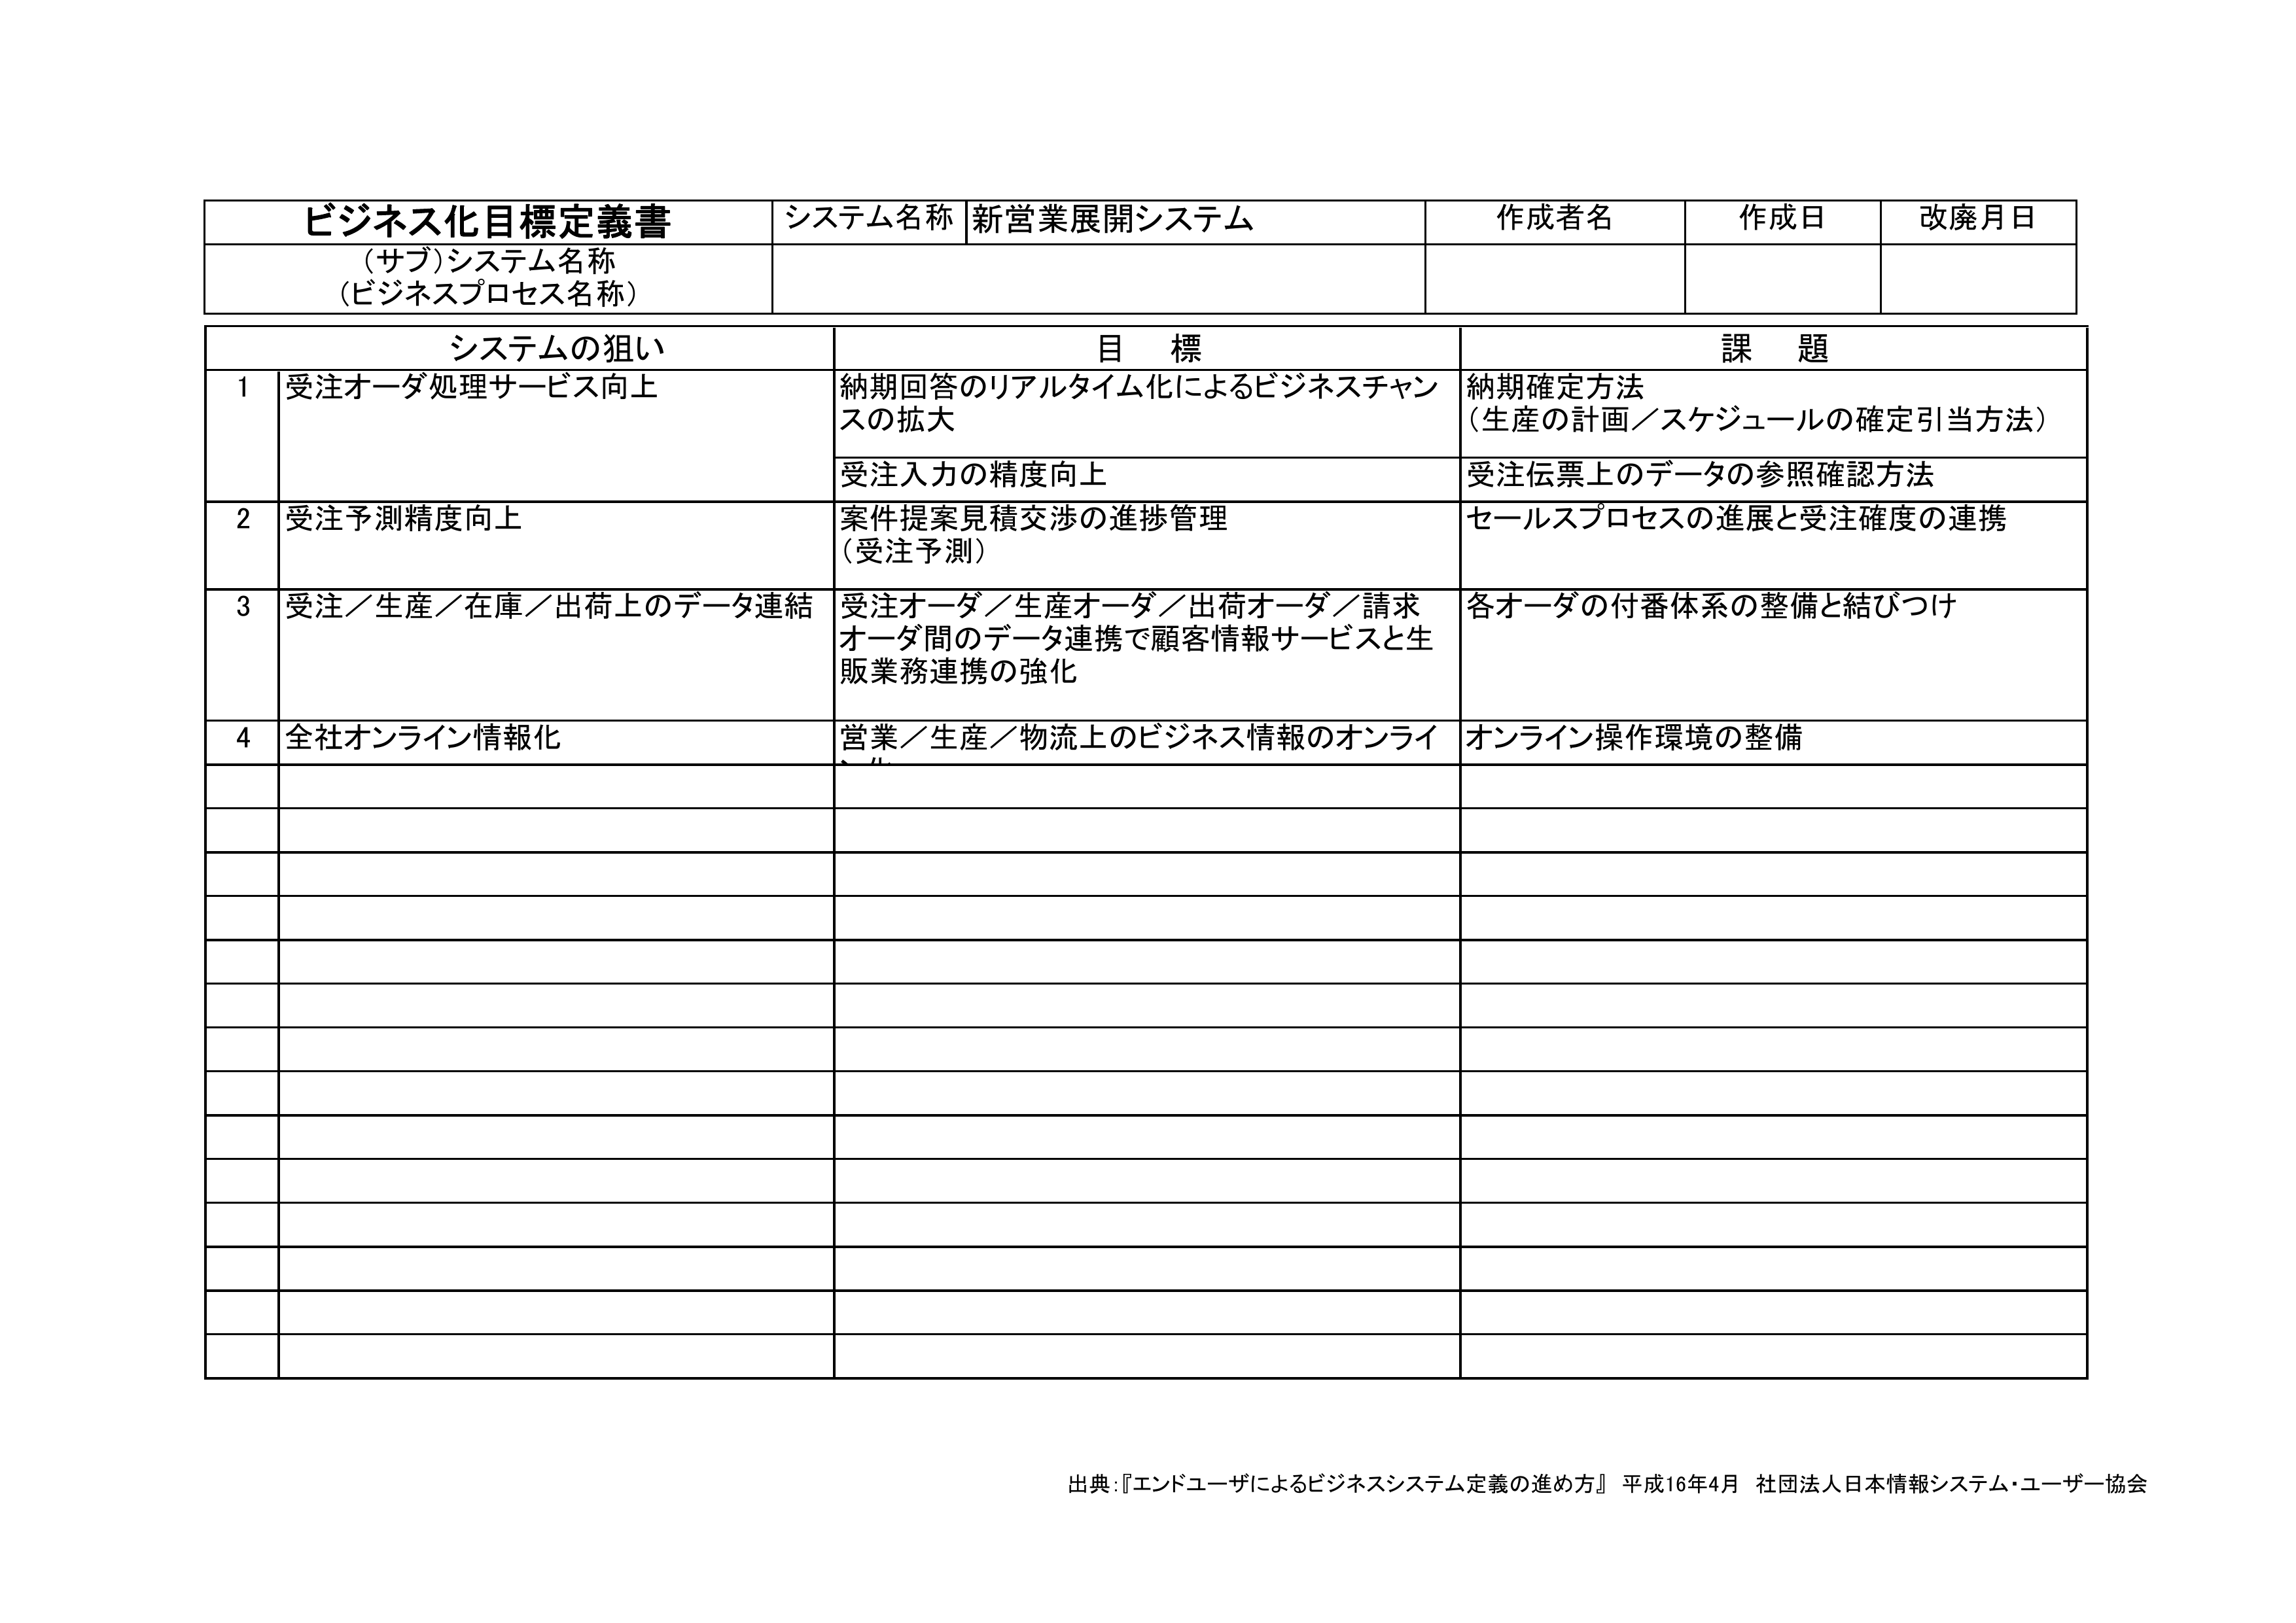 ビジネス化目標定義書
システム名称
新営業展開システム
作成者名
作成日
改廃月日
（サブ）システム名称
（ビジネスプロセス名称）
システムの狙い
目　標
課　題
1
受注オーダ処理サービス向上
納期回答のリアルタイム化によるビジネスチャン
スの拡大
納期確定方法
（生産の計画／スケジュールの確定引当方法）
受注入力の精度向上
受注伝票上のデータの参照確認方法
2
受注予測精度向上
案件提案見積交渉の進捗管理
（受注予測）
セールスプロセスの進展と受注確度の連携
3
受注／生産／在庫／出荷上のデータ連結
受注オーダ／生産オーダ／出荷オーダ／請求
オーダ間のデータ連携で顧客情報サービスと生
販業務連携の強化
各オーダの付番体系の整備と結びつけ
4
全社オンライン情報化
営業／生産／物流上のビジネス情報のオンライ
オンライン操作環境の整備
出典：『エンドユーザによるビジネスシステム定義の進め方』 平成16年4月 社団法人日本情報システム・ユーザー協会